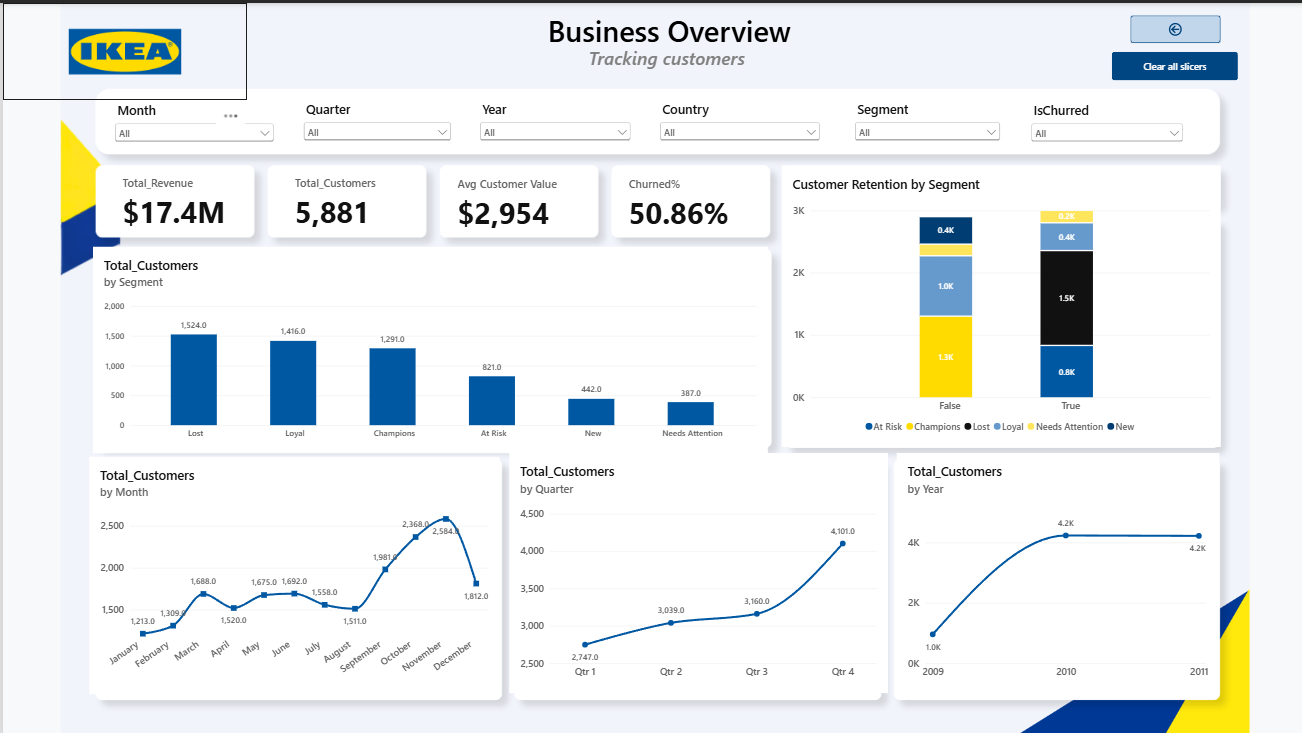 IKEA
Business Overview
Tracking customers
Clear all slicers
Month
Quarter
Year
Country
Segment
IsChurred
All
All
All
All
All
All
Total_Revenue
$17.4M
Total_Customers
5,881
Avg Customer Value
$2,954
Churned%
50.86%
Customer Retention by Segment
3K
2K
1K
0K
0.4K
1.0K
1.3K
0.2K
0.4K
1.5K
0.8K
False
True
At Risk
Champions
Lost
Loyal
Needs Attention
New
Total_Customers
by Segment
2,000
1,500
1,000
500
0
1,524.0
1,416.0
1,291.0
821.0
442.0
387.0
Lost
Loyal
Champions
At Risk
New
Needs Attention
Total_Customers
by Month
2,500
2,000
1,500
1,213.0
1,309.0
1,688.0
1,520.0
1,675.0
1,692.0
1,558.0
1,511.0
1,981.0
2,368.0
2,584.0
1,812.0
January
February
March
April
May
June
July
August
September
October
November
December
Total_Customers
by Quarter
4,500
4,000
3,500
3,000
2,500
2,747.0
3,039.0
3,160.0
4,101.0
Qtr 1
Qtr 2
Qtr 3
Qtr 4
Total_Customers
by Year
4K
2K
0K
1.0K
4.2K
4.2K
2009
2010
2011